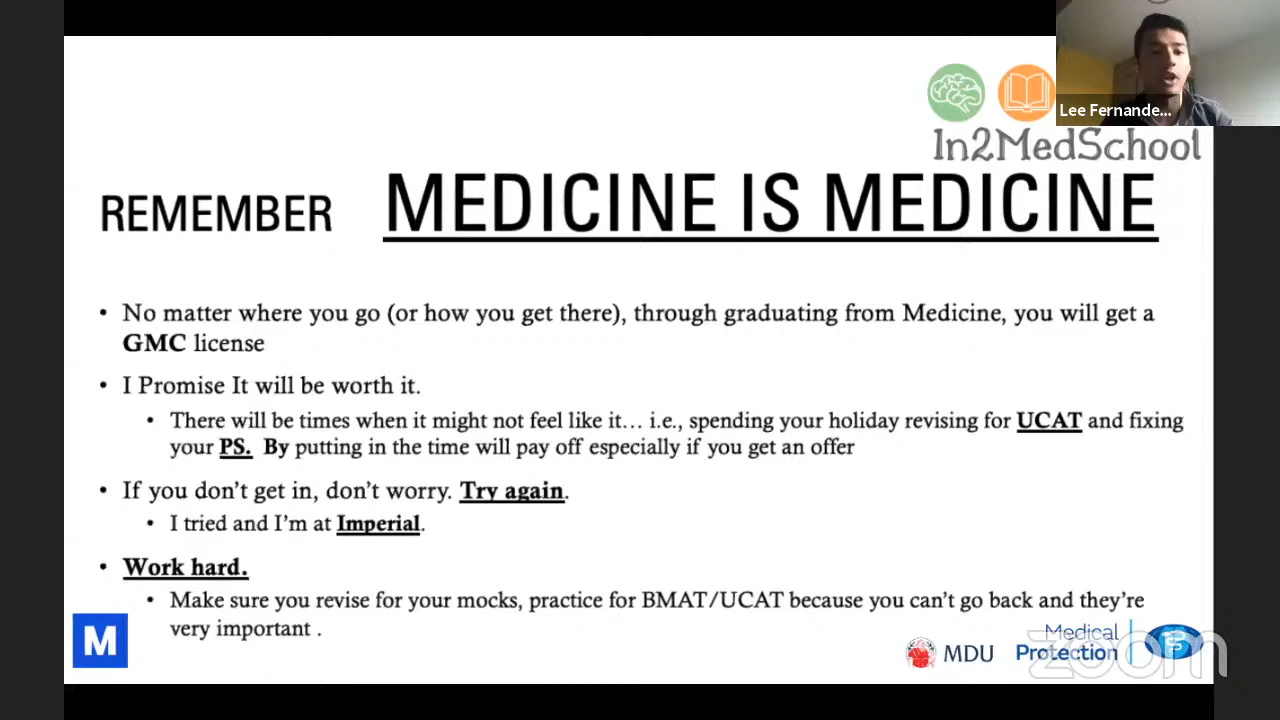 Lee Fernande...
In2MedSchool
REMEMBER MEDICINE IS MEDICINE
• No matter where you go (or how you get there), through graduating from Medicine, you will get a
GMC license
• I Promise It will be worth it.
• There will be times when it might not feel like it… i.e., spending your holiday revising for UCAT and fixing
your PS. By putting in the time will pay off especially if you get an offer
• If you don’t get in, don’t worry. Try again.
• I tried and I’m at Imperial.
• Work hard.
• Make sure you revise for your mocks, practice for BMAT/UCAT because you can’t go back and they’re
very important .
M
MDU
Medical
Protection
zoom